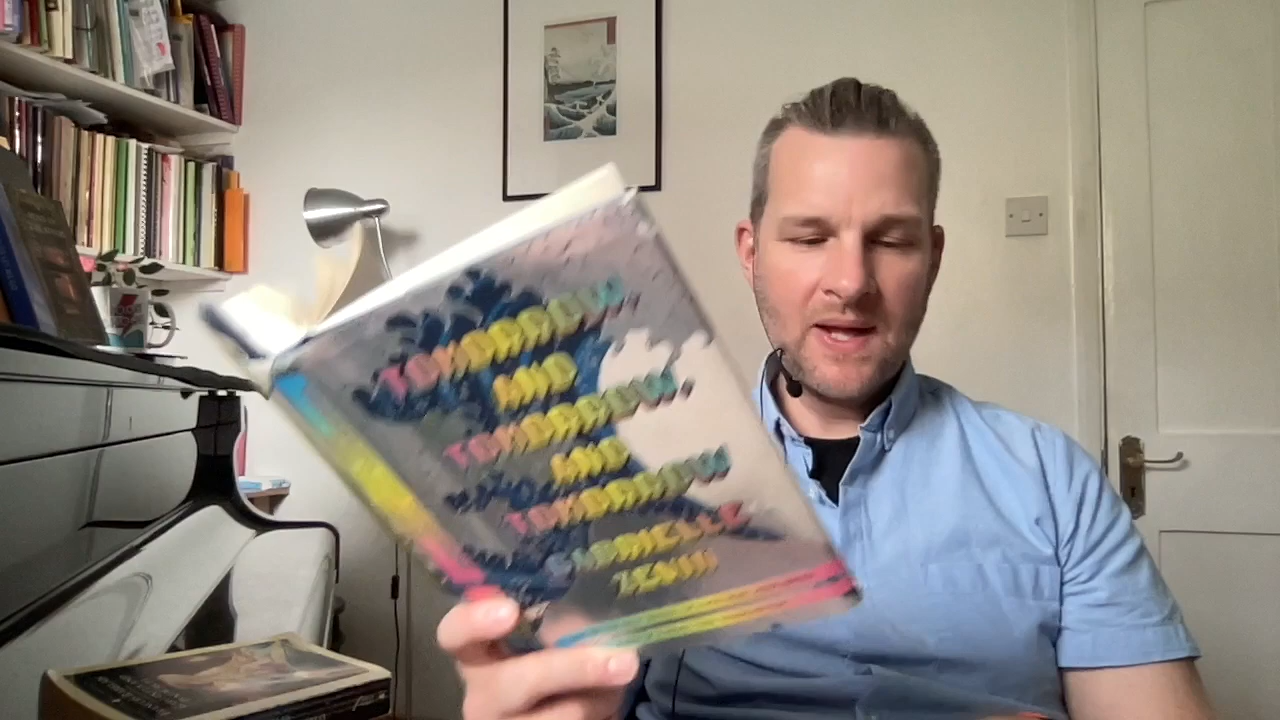 TOMORROW,
AND
TOMORROW,
AND
TOMORROW
GABRIELLE
ZEVIN